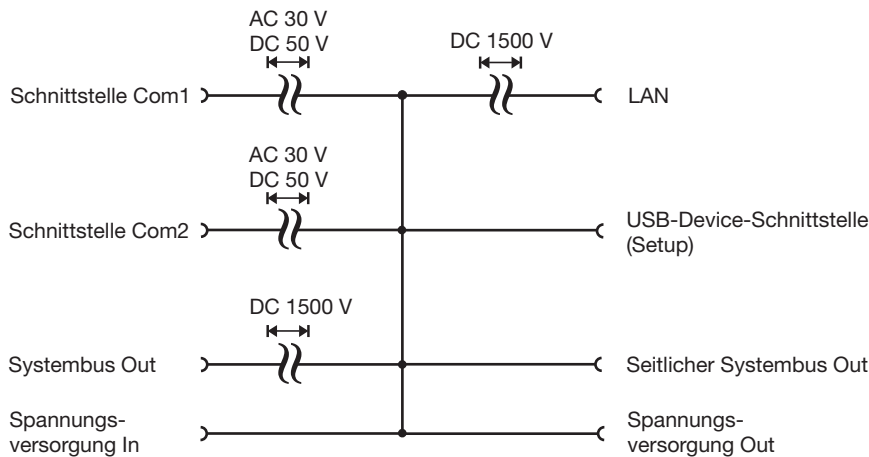 AC 30 V
DC 50 V
DC 1500 V
Schnittstelle Com1
LAN
AC 30 V
DC 50 V
Schnittstelle Com2
USB-Device-Schnittstelle
(Setup)
DC 1500 V
Systembus Out
Seitlicher Systembus Out
Spannungs-
versorgung In
Spannungs-
versorgung Out